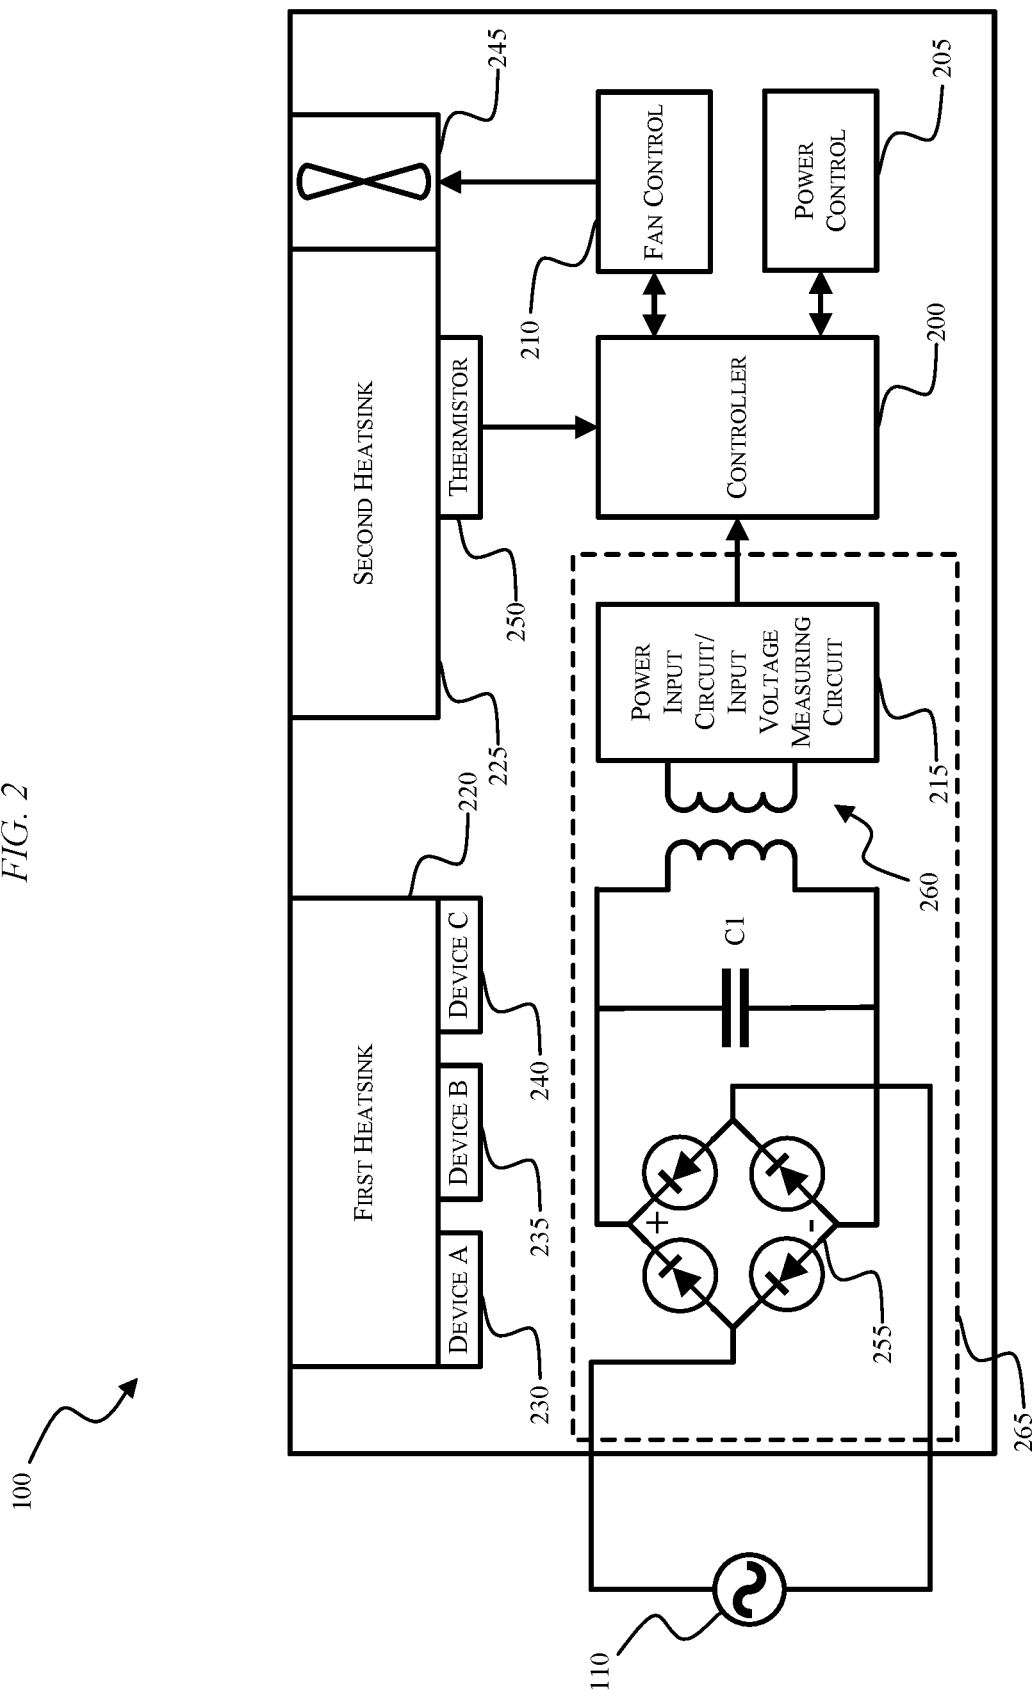 FIG. 2
100
FIRST HEATSINK
220
SECOND HEATSINK
225
245
DEVICE A
DEVICE B
DEVICE C
THERMISTOR
230
235
240
250
210
FAN CONTROL
POWER
CONTROL
205
CONTROLLER
200
POWER
INPUT
CIRCUIT/
INPUT
VOLTAGE
MEASURING
CIRCUIT
215
260
C1
+
-
255
265
110